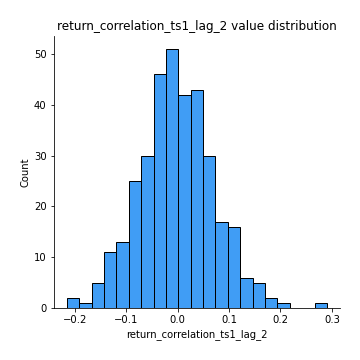 return_correlation_ts1_lag_2 value distribution
50
40
30
20
10
0
Count
−0.2 −0.1 0.0 0.1 0.2 0.3
return_correlation_ts1_lag_2